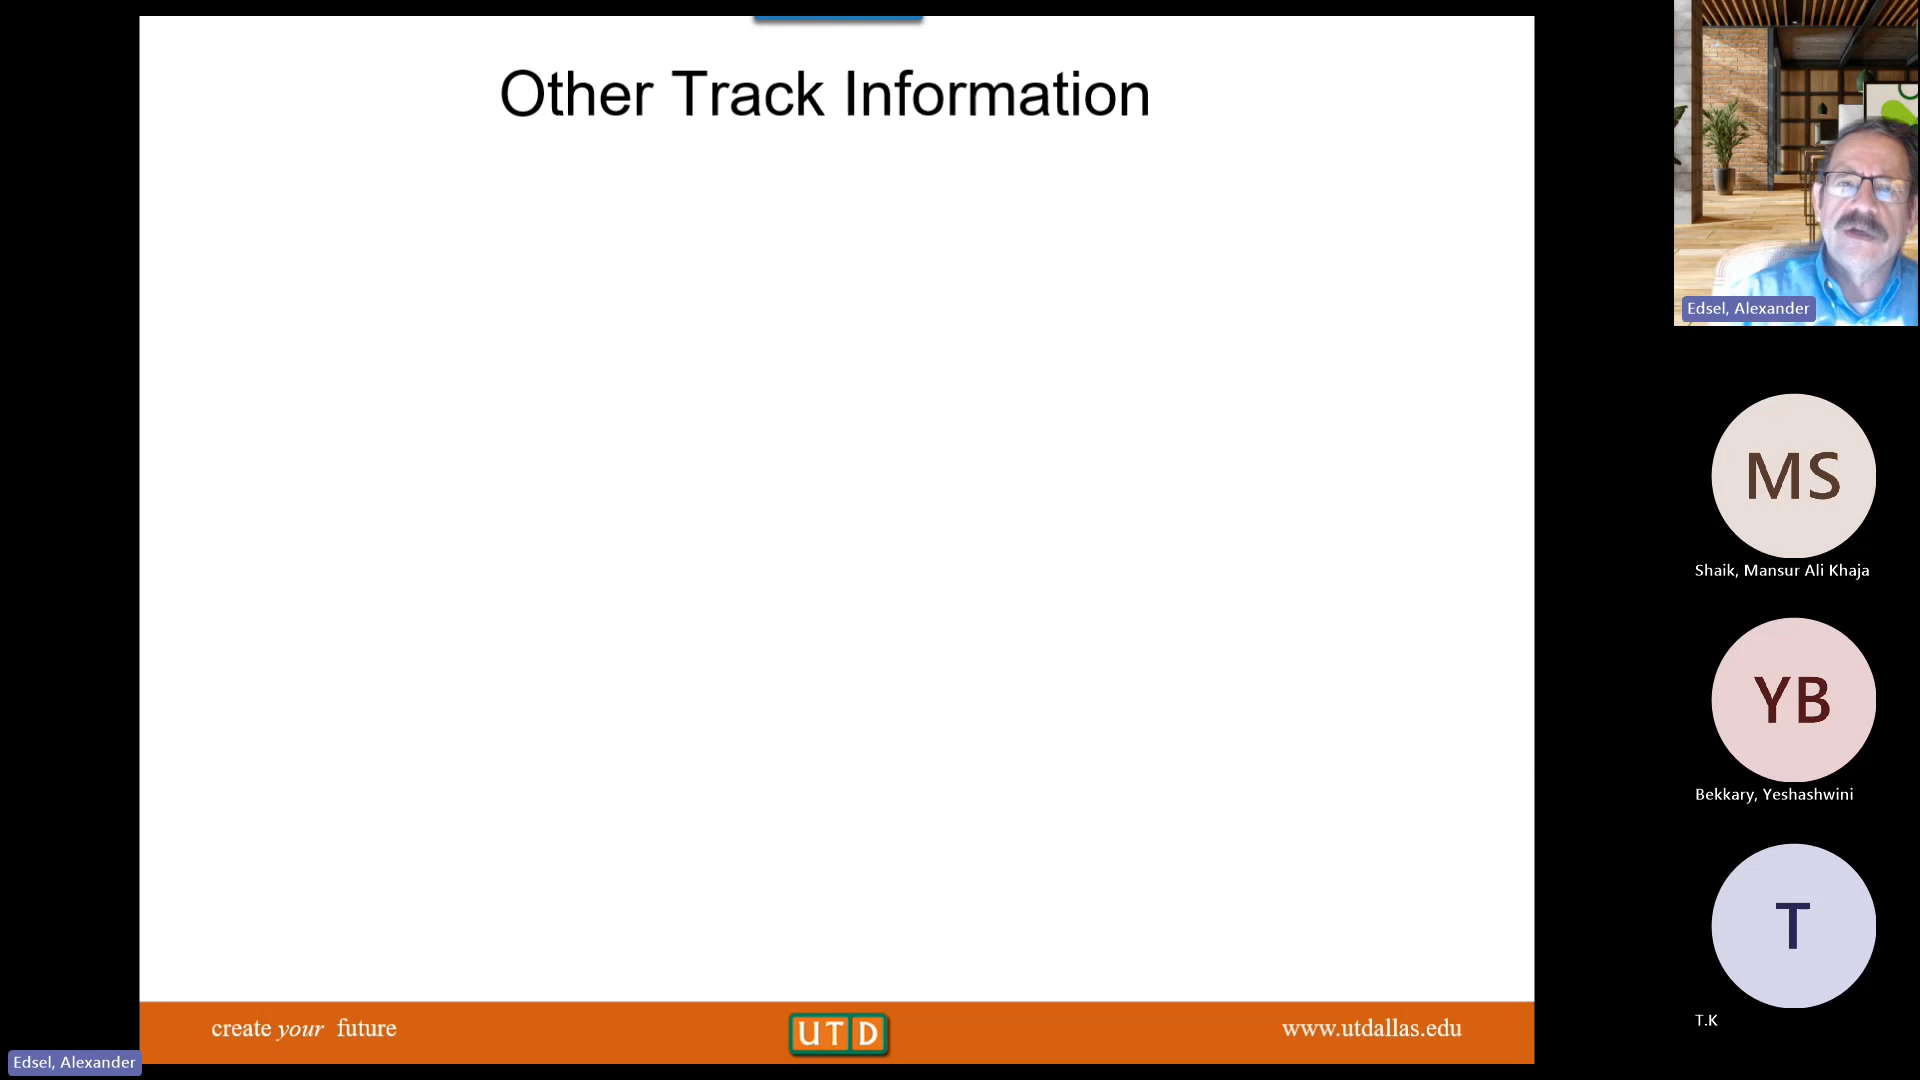 Other Track Information
create your future
UTD
www.utdallas.edu
Edsel, Alexander
Edsel, Alexander
MS
Shaik, Mansur Ali Khaja
YB
Bekkary, Yeshashwini
T
T.K